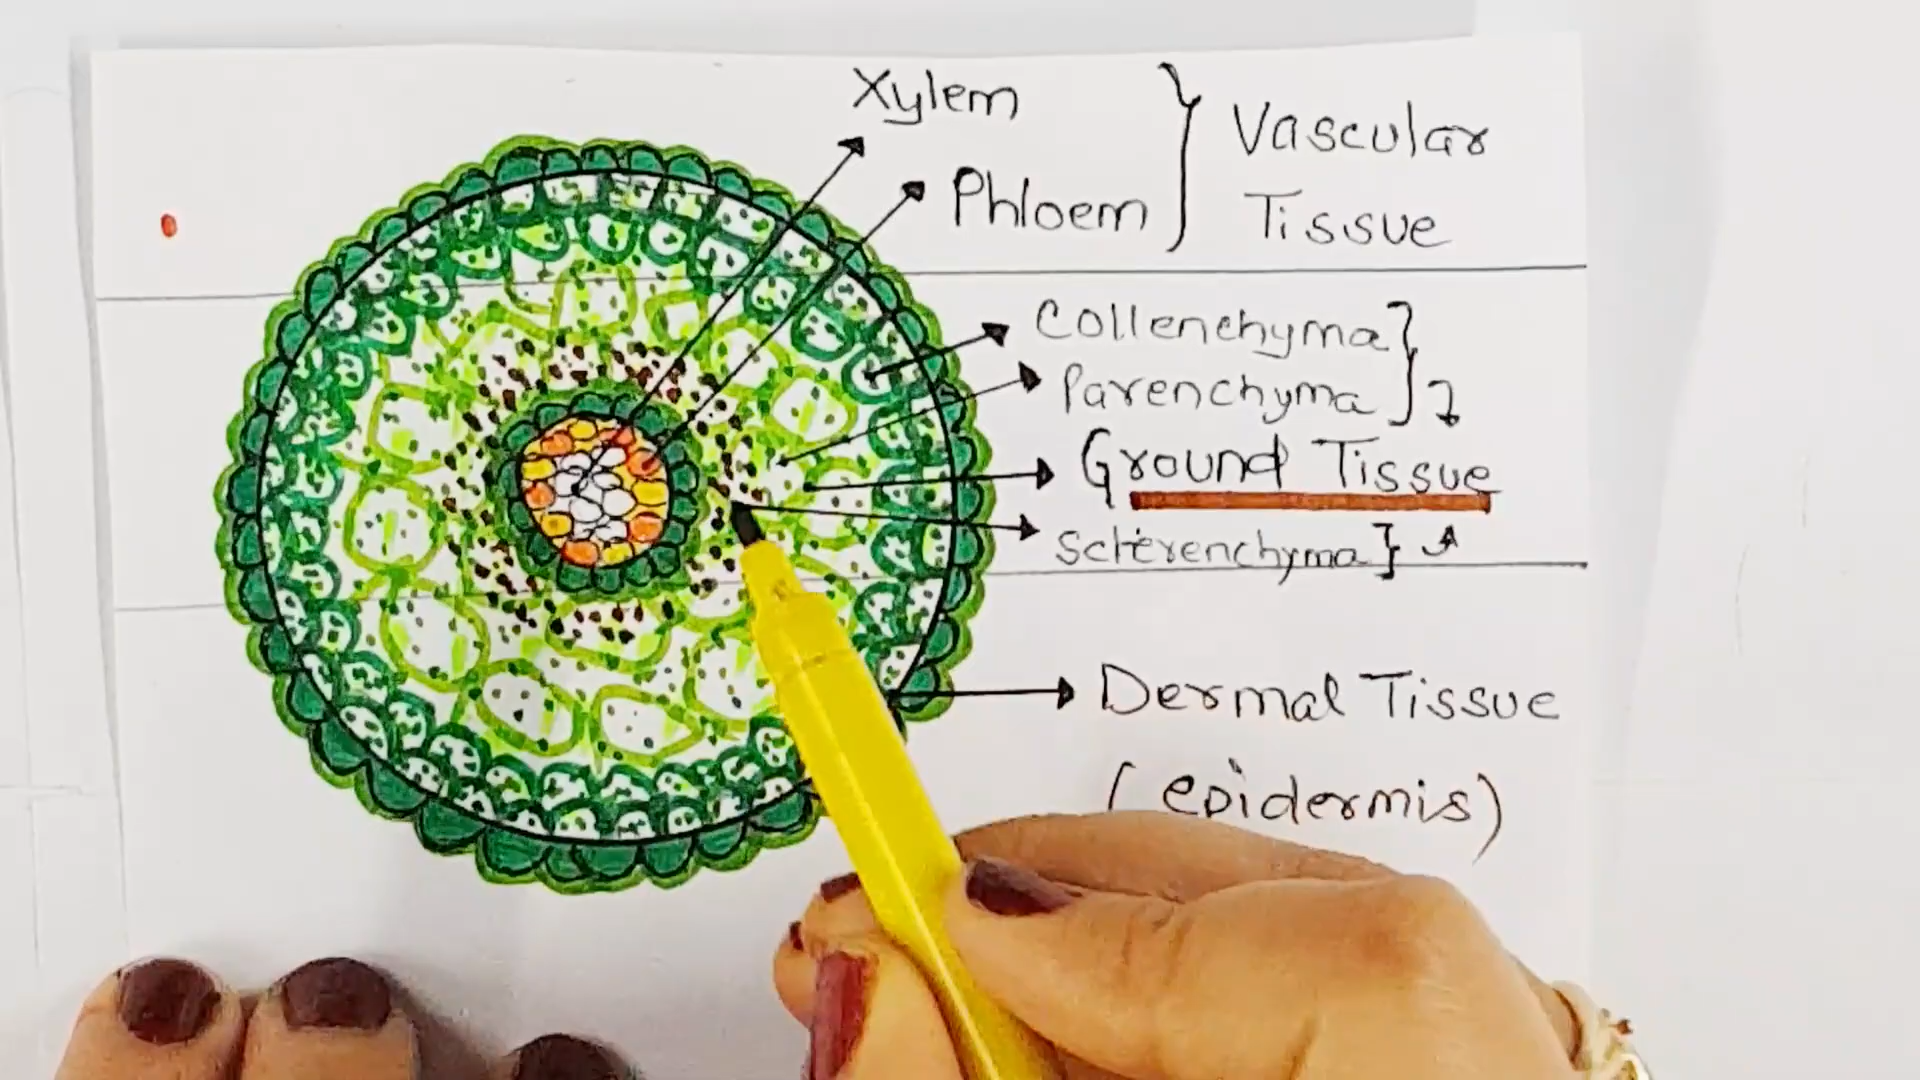 Xylem
Phloem
Vascular
Tissue
Collenchyma
Parenchyma
Ground Tissue
Sclerenchyma
Dermal Tissue
(epidermis)